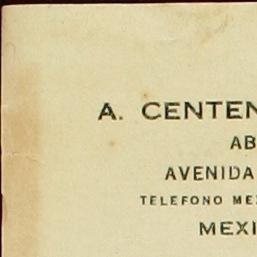 A. CENTEN
AB
AVENIDA
TELEFONO MEX
MEXI